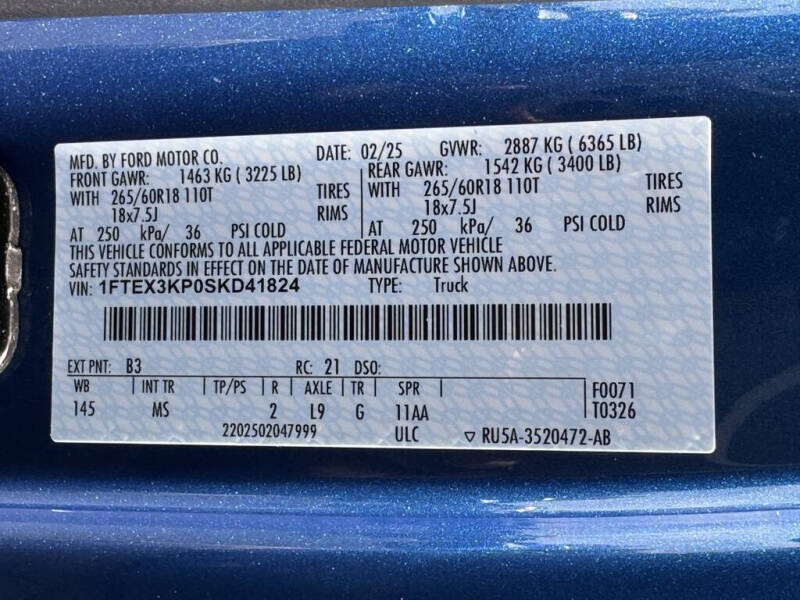 MFD. BY FORD MOTOR CO. DATE: 02/25 GVWR: 2887 KG ( 6365 LB)
FRONT GAWR: 1463 KG ( 3225 LB) REAR GAWR: 1542 KG ( 3400 LB)
WITH 265/60R18 110T TIRES WITH 265/60R18 110T TIRES
18x7.5J RIMS 18x7.5J RIMS
AT 250 kPa/ 36 PSI COLD AT 250 kPa/ 36 PSI COLD
THIS VEHICLE CONFORMS TO ALL APPLICABLE FEDERAL MOTOR VEHICLE
SAFETY STANDARDS IN EFFECT ON THE DATE OF MANUFACTURE SHOWN ABOVE.
VIN: 1FTEX3KP0SKD41824 TYPE: Truck
EXT PNT: B3 RC: 21 DSO:
WB INT TR TP/PS R AXLE TR SPR F0071
145 MS 2 L9 G 11AA T0326
2202502047999 ULC ▽ RU5A-3520472-AB